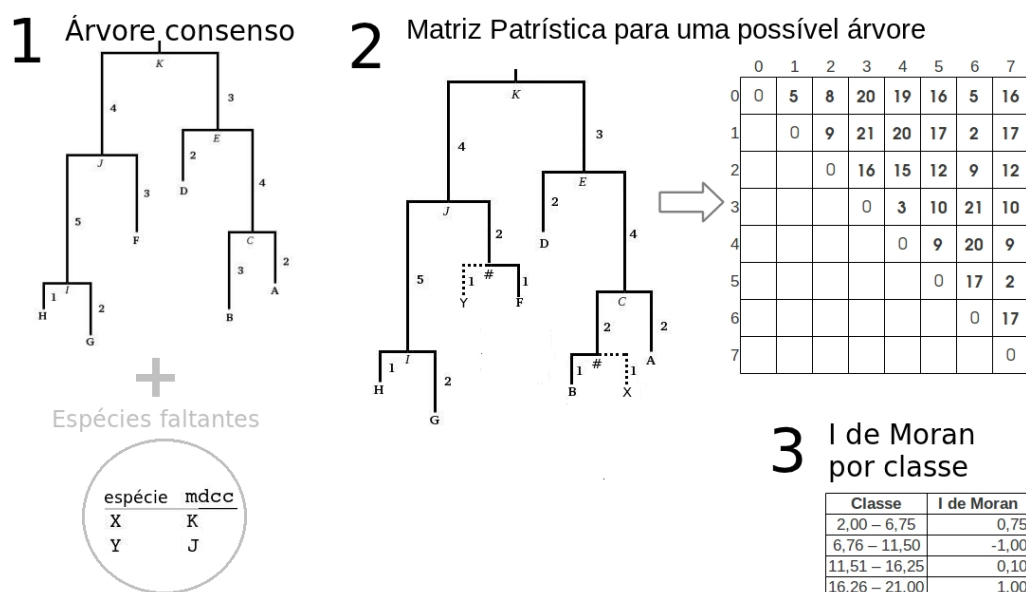 1 Árvore consenso
K
4
3
J
E
2
D
4
5
3
F
C
3
2
B
A
I
1
2
H
G
+
Espécies faltantes
espécie mdcc
X K
Y J
2 Matriz Patrística para uma possível árvore
K
4
3
J
E
2
D
4
2
#
1
1
Y
F
5
C
2
2
A
#
1
1
B
X
I
1
2
H
G
0 1 2 3 4 5 6 7
0 0 5 8 20 19 16 5 16
1 0 9 21 20 17 2 17
2 0 16 15 12 9 12
3 0 3 10 21 10
4 0 9 20 9
5 0 17 2
6 0 17
7 0
3 I de Moran
por classe
Classe I de Moran
2,00 – 6,75 0,75
6,76 – 11,50 -1,00
11,51 – 16,25 0,10
16,26 – 21,00 1,00